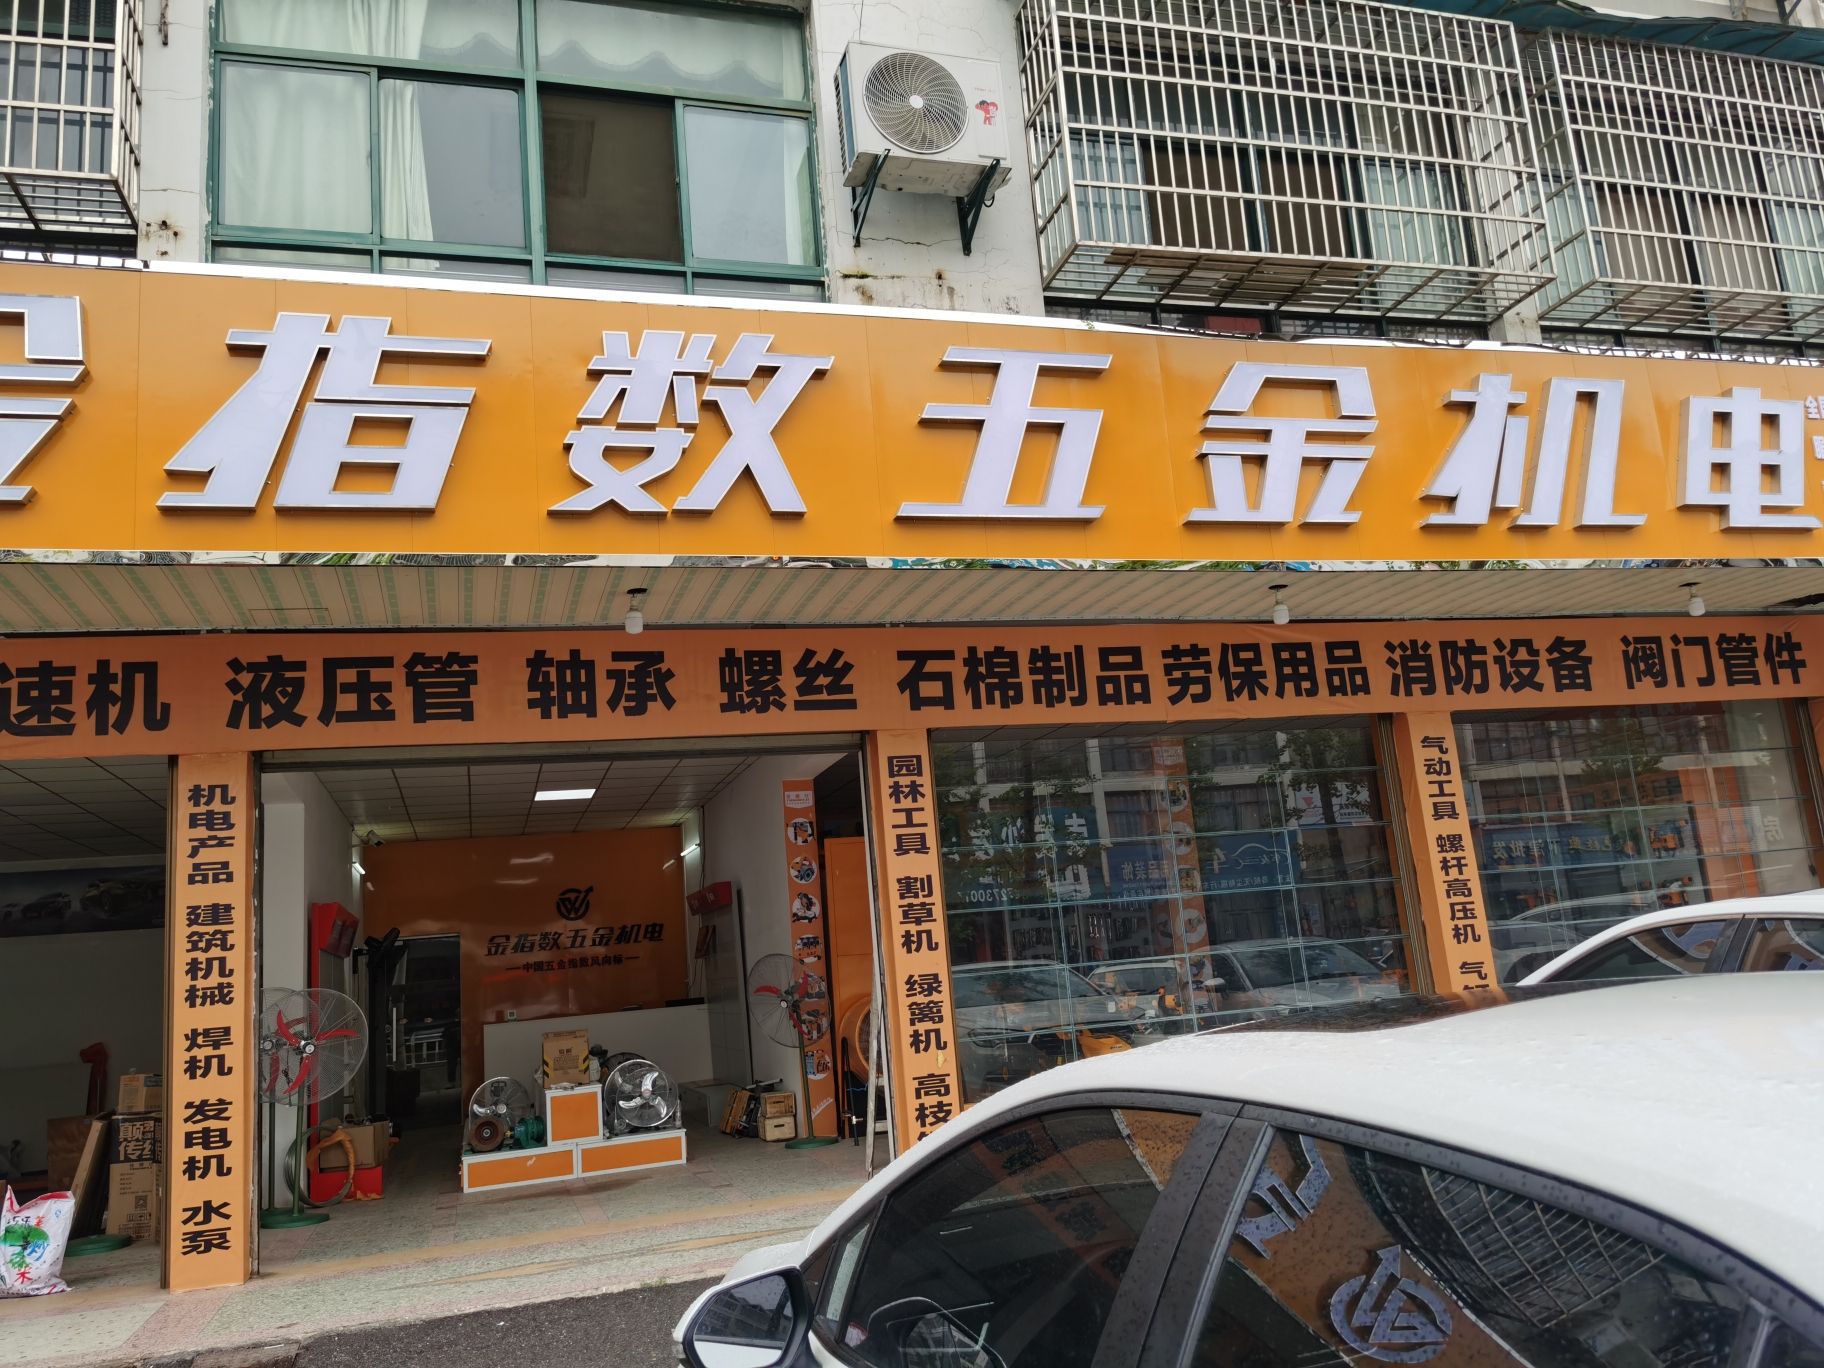 金指数五金机电
速机 液压管 轴承 螺丝 石棉制品 劳保用品 消防设备 阀门管件
机电产品 建筑机械 焊机 发电机 水泵
金指数五金机电
中国五金指数风向标
园林工具 割草机 绿篱机 高枝
气动工具 螺杆高压机 气